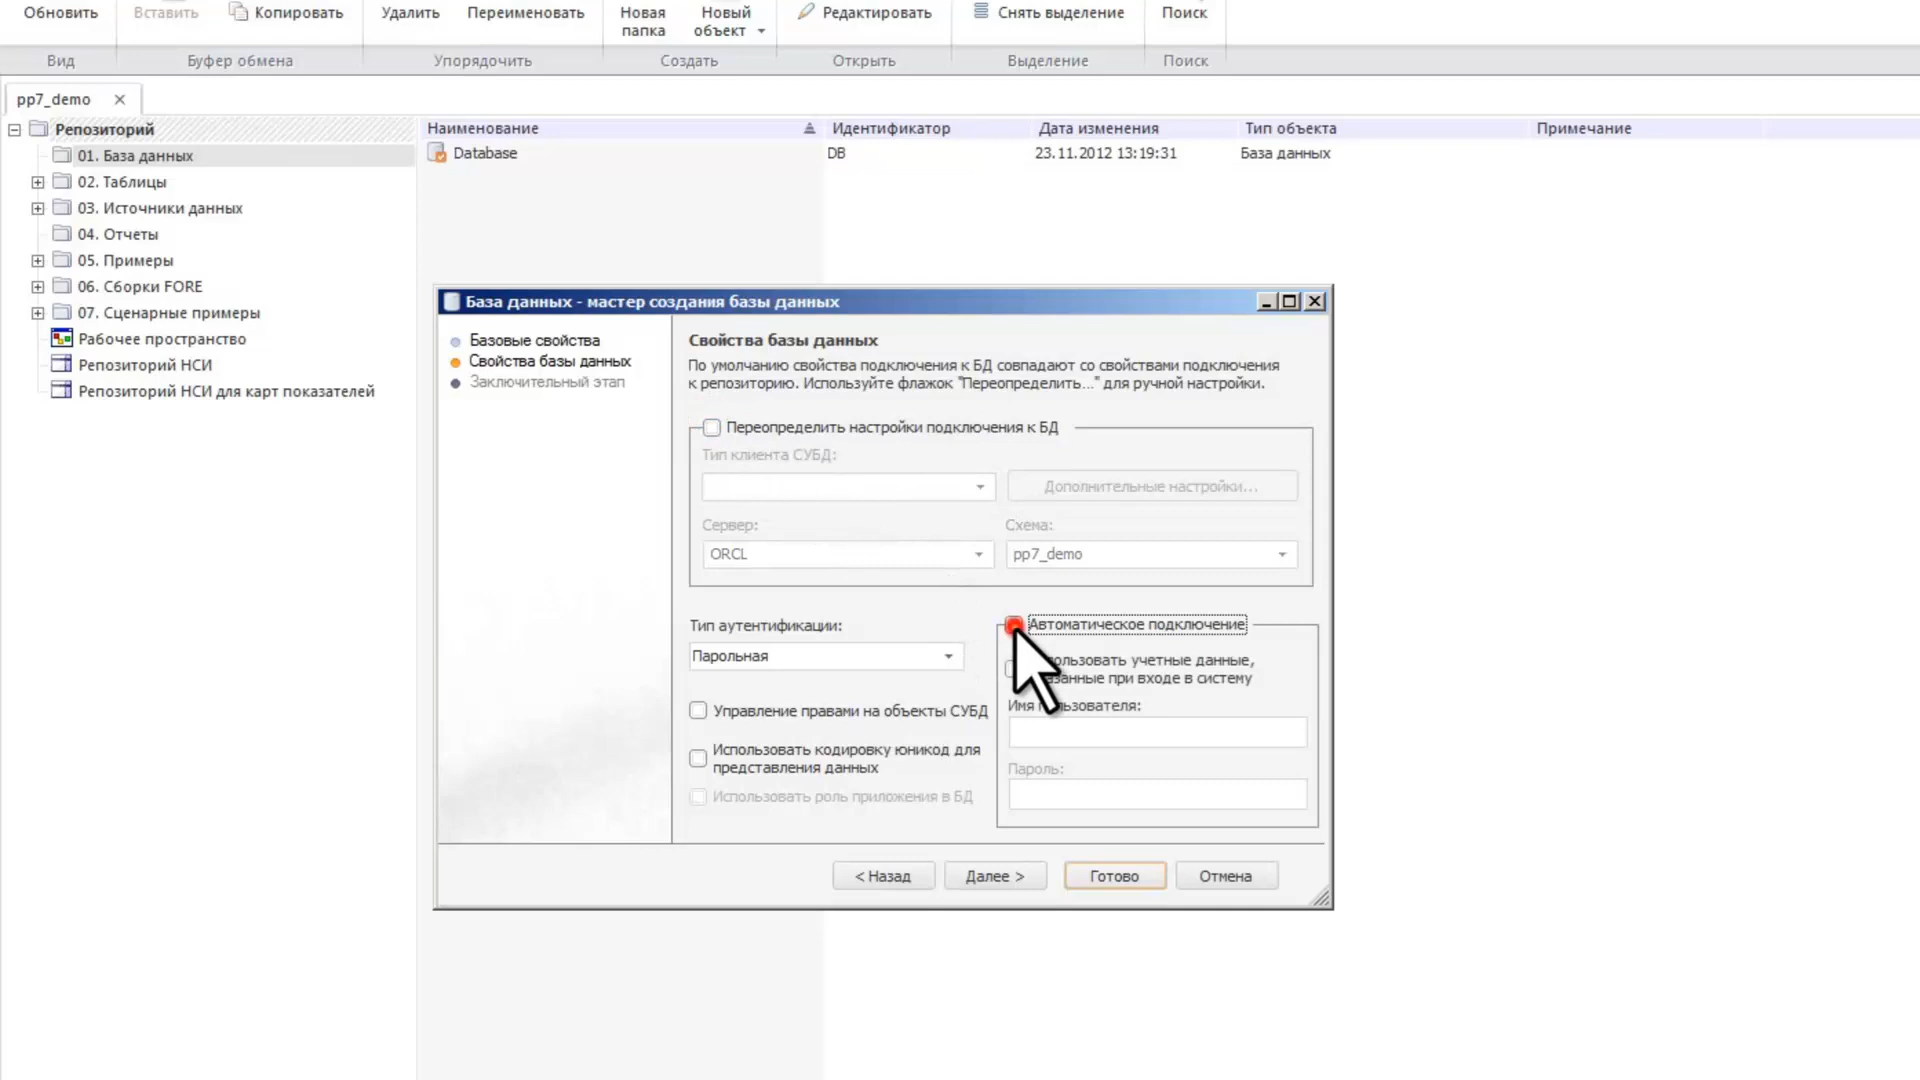 Обновить
Вставить
Копировать
Удалить
Переименовать
Новая
папка
Новый
объект
Редактировать
Снять выделение
Поиск
Вид
Буфер обмена
Упорядочить
Создать
Открыть
Выделение
Поиск
pp7_demo
Репозиторий
01. База данных
02. Таблицы
03. Источники данных
04. Отчеты
05. Примеры
06. Сборки FORE
07. Сценарные примеры
Рабочее пространство
Репозиторий НСИ
Репозиторий НСИ для карт показателей
Наименование Идентификатор Дата изменения Тип объекта Примечание
Database DB 23.11.2012 13:19:31 База данных
База данных - мастер создания базы данных
Базовые свойства
Свойства базы данных
Заключительный этап
Свойства базы данных
По умолчанию свойства подключения к БД совпадают со свойствами подключения
к репозиторию. Используйте флажок "Переопределить..." для ручной настройки.
Переопределить настройки подключения к БД
Тип клиента СУБД:
Дополнительные настройки...
Сервер:
Схема:
ORCL
pp7_demo
Тип аутентификации:
Парольная
Управление правами на объекты СУБД
Использовать кодировку юникод для
представления данных
Использовать роль приложения в БД
Автоматическое подключение
учетные данные,
при входе в систему
Имя
Пароль:
< Назад
Далее >
Готово
Отмена